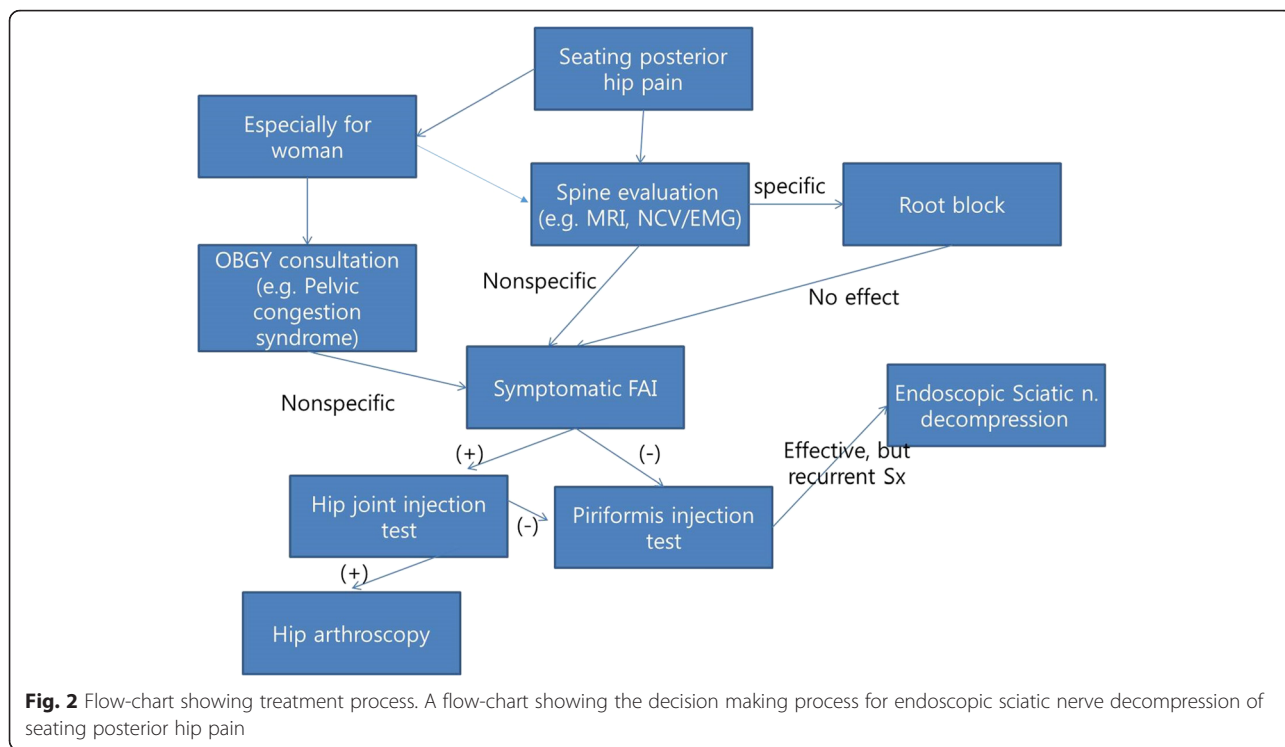 Seating posterior
hip pain
Especially for
woman
Spine evaluation
(e.g. MRI, NCV/EMG)
specific
Root block
OBGY consultation
(e.g. Pelvic
congestion
syndrome)
Nonspecific
No effect
Nonspecific
Symptomatic FAI
Endoscopic Sciatic n.
decompression
(+)
(-)
Effective, but
recurrent Sx
Hip joint injection
test
(-)
Piriformis injection
test
(+)
Hip arthroscopy
Fig. 2 Flow-chart showing treatment process. A flow-chart showing the decision making process for endoscopic sciatic nerve decompression of
seating posterior hip pain